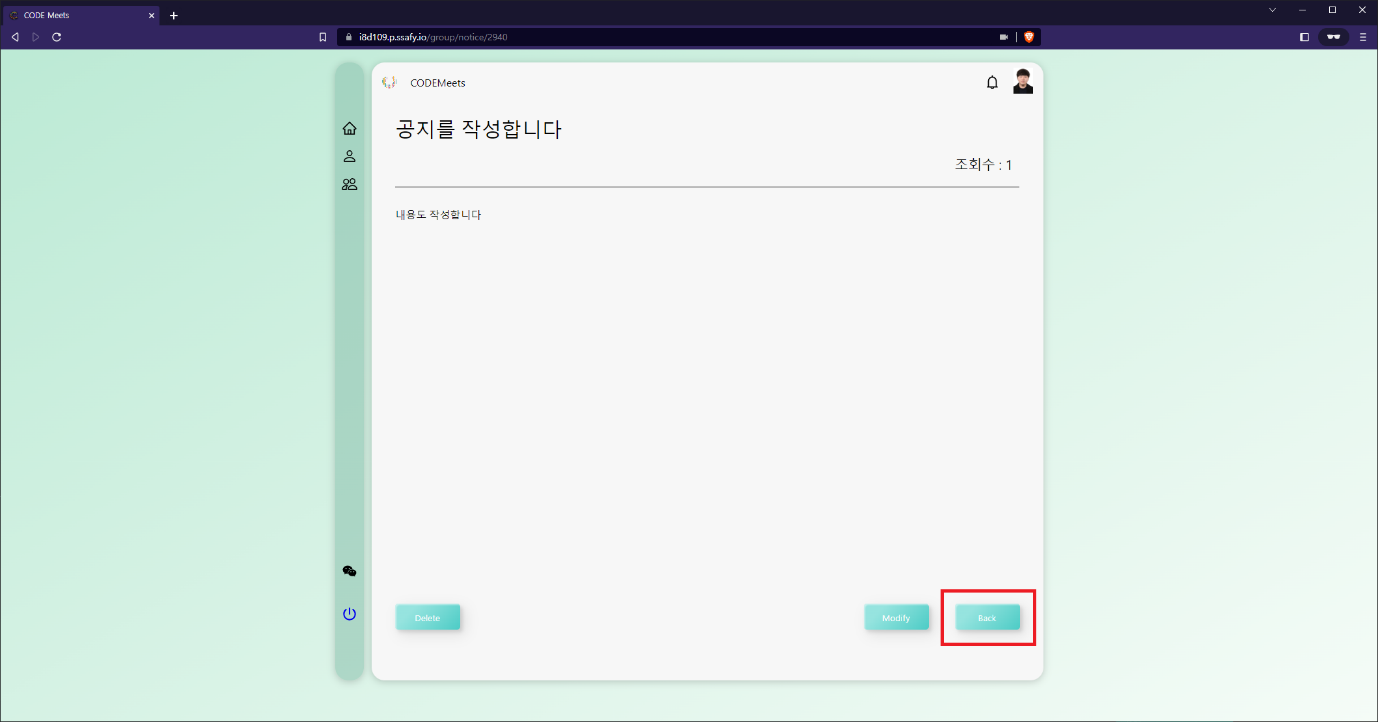 CODE Meets
i8d109.p.ssafy.io/group/notice/2940
CODEMeets
공지를 작성합니다
조회수 : 1
내용도 작성합니다
Delete
Modify
Back